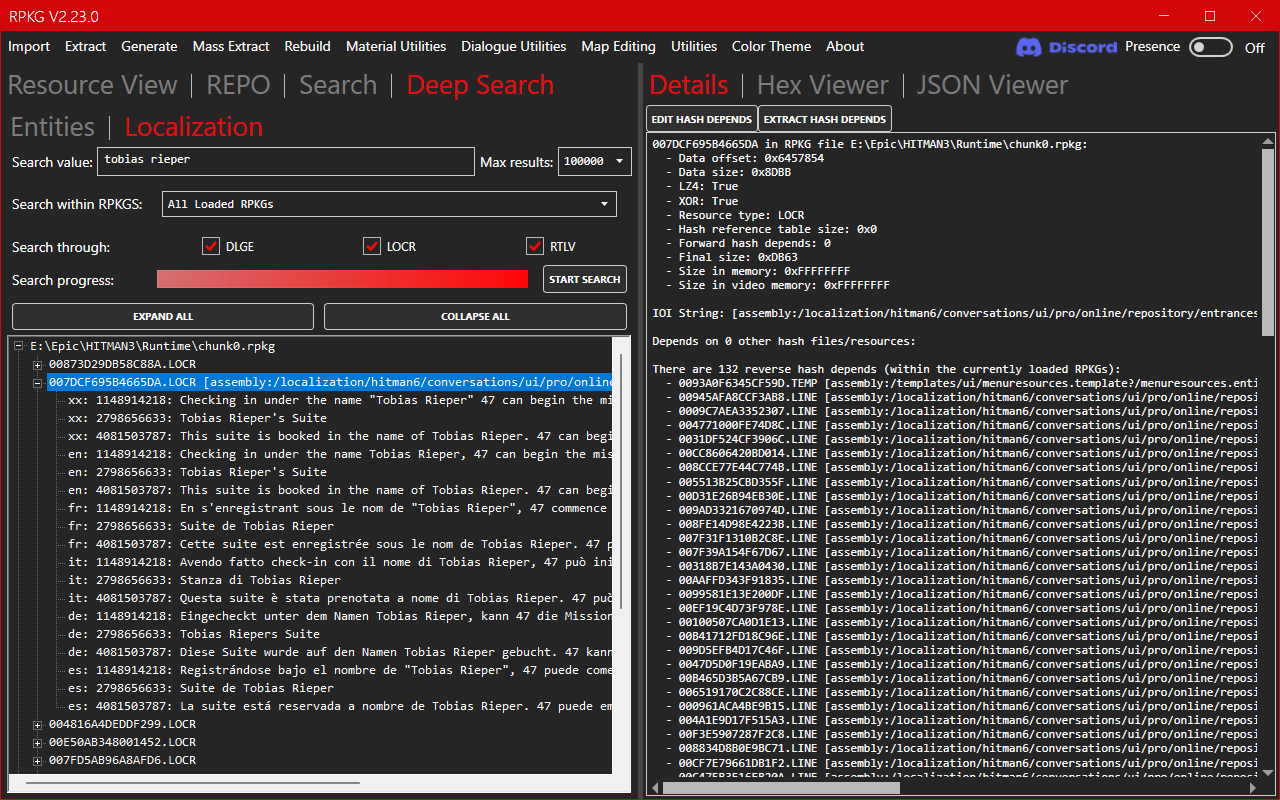 RPKG V2.23.0
Import Extract Generate Mass Extract Rebuild Material Utilities Dialogue Utilities Map Editing Utilities Color Theme About Discord Presence Off
Resource View | REPO | Search | Deep Search
Entities | Localization
Search value: tobias rieper Max results: 100000
Search within RPKGS: All Loaded RPKGs
Search through: DLGE LOCR RTLV
Search progress: START SEARCH
EXPAND ALL COLLAPSE ALL
E:\Epic\HITMAN3\Runtime\chunk0.rpkg
00873D29DB58C88A.LOCR
007DCF695B4665DA.LOCR [assembly:/localization/hitman6/conversations/ui/pro/online
xx: 1148914218: Checking in under the name "Tobias Rieper" 47 can begin the mi
xx: 2798656633: Tobias Rieper's Suite
xx: 4081503787: This suite is booked in the name of Tobias Rieper. 47 can begi
en: 1148914218: Checking in under the name Tobias Rieper, 47 can begin the mis
en: 2798656633: Tobias Rieper's Suite
en: 4081503787: This suite is booked in the name of Tobias Rieper. 47 can begi
fr: 1148914218: En s'enregistrant sous le nom de "Tobias Rieper", 47 commence
fr: 2798656633: Suite de Tobias Rieper
fr: 4081503787: Cette suite est enregistrée sous le nom de Tobias Rieper. 47 p
it: 1148914218: Avendo fatto check-in con il nome di Tobias Rieper, 47 può ini
it: 2798656633: Stanza di Tobias Rieper
it: 4081503787: Questa suite è stata prenotata a nome di Tobias Rieper. 47 può
de: 1148914218: Eingecheckt unter dem Namen Tobias Rieper, kann 47 die Mission
de: 2798656633: Tobias Riepers Suite
de: 4081503787: Diese Suite wurde auf den Namen Tobias Rieper gebucht. 47 kann
es: 1148914218: Registrándose bajo el nombre de "Tobias Rieper", 47 puede come
es: 2798656633: Suite de Tobias Rieper
es: 4081503787: La suite está reservada a nombre de Tobias Rieper. 47 puede em
004816A4DEDDF299.LOCR
00E50AB348001452.LOCR
007FD5AB96A8AFD6.LOCR
Details | Hex Viewer | JSON Viewer
EDIT HASH DEPENDS EXTRACT HASH DEPENDS
007DCF695B4665DA in RPKG file E:\Epic\HITMAN3\Runtime\chunk0.rpkg:
- Data offset: 0x6457854
- Data size: 0x8DBB
- LZ4: True
- XOR: True
- Resource type: LOCR
- Hash reference table size: 0x0
- Forward hash depends: 0
- Final size: 0xDB63
- Size in memory: 0xFFFFFFFF
- Size in video memory: 0xFFFFFFFF
IOI String: [assembly:/localization/hitman6/conversations/ui/pro/online/repository/entrances
Depends on 0 other hash files/resources:
There are 132 reverse hash depends (within the currently loaded RPKGs):
- 0093A0F6345CF59D.TEMP [assembly:/templates/ui/menuresources.template?/menuresources.enti
- 00945AFA8CCF3AB8.LINE [assembly:/localization/hitman6/conversations/ui/pro/online/reposi
- 0009C7AEA3352307.LINE [assembly:/localization/hitman6/conversations/ui/pro/online/reposi
- 004771000FE74D8C.LINE [assembly:/localization/hitman6/conversations/ui/pro/online/reposi
- 0031DF524CF3906C.LINE [assembly:/localization/hitman6/conversations/ui/pro/online/reposi
- 00CC8606420BD014.LINE [assembly:/localization/hitman6/conversations/ui/pro/online/reposi
- 008CCE77E44C774B.LINE [assembly:/localization/hitman6/conversations/ui/pro/online/reposi
- 005513B25CBD355F.LINE [assembly:/localization/hitman6/conversations/ui/pro/online/reposi
- 00D31E26B94EB30E.LINE [assembly:/localization/hitman6/conversations/ui/pro/online/reposi
- 009AD3321670974D.LINE [assembly:/localization/hitman6/conversations/ui/pro/online/reposi
- 008FE14D98E4223B.LINE [assembly:/localization/hitman6/conversations/ui/pro/online/reposi
- 007F31F1310B2C8E.LINE [assembly:/localization/hitman6/conversations/ui/pro/online/reposi
- 007F39A154F67D67.LINE [assembly:/localization/hitman6/conversations/ui/pro/online/reposi
- 00318B7E143A0430.LINE [assembly:/localization/hitman6/conversations/ui/pro/online/reposi
- 00AAFFD343F91835.LINE [assembly:/localization/hitman6/conversations/ui/pro/online/reposi
- 0099581E13E200DF.LINE [assembly:/localization/hitman6/conversations/ui/pro/online/reposi
- 00EF19C4D73F978E.LINE [assembly:/localization/hitman6/conversations/ui/pro/online/reposi
- 00100507CA0D1E13.LINE [assembly:/localization/hitman6/conversations/ui/pro/online/reposi
- 00B41712FD18C96E.LINE [assembly:/localization/hitman6/conversations/ui/pro/online/reposi
- 009D5EFB4D17C46F.LINE [assembly:/localization/hitman6/conversations/ui/pro/online/reposi
- 0047D5D0F19EABA9.LINE [assembly:/localization/hitman6/conversations/ui/pro/online/reposi
- 00B465D3B5A67CB9.LINE [assembly:/localization/hitman6/conversations/ui/pro/online/reposi
- 006519170C2C88CE.LINE [assembly:/localization/hitman6/conversations/ui/pro/online/reposi
- 000961ACA4BE9B15.LINE [assembly:/localization/hitman6/conversations/ui/pro/online/reposi
- 004A1E9D17F515A3.LINE [assembly:/localization/hitman6/conversations/ui/pro/online/reposi
- 00F3E5907287F2C8.LINE [assembly:/localization/hitman6/conversations/ui/pro/online/reposi
- 008834D8B0E9BC71.LINE [assembly:/localization/hitman6/conversations/ui/pro/online/reposi
- 00CF7E79661DB1F2.LINE [assembly:/localization/hitman6/conversations/ui/pro/online/reposi